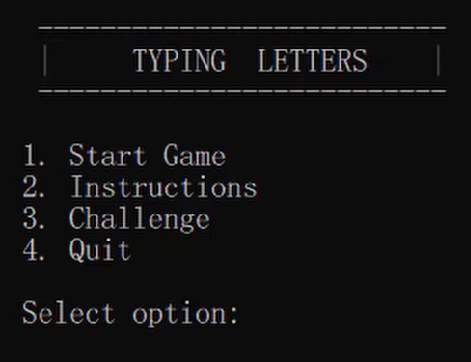 --------------------------
|     TYPING  LETTERS    |
--------------------------
1. Start Game
2. Instructions
3. Challenge
4. Quit
Select option: